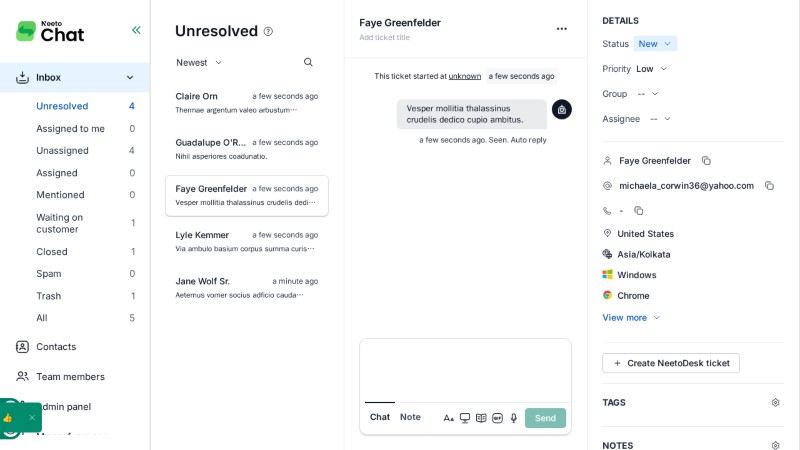 Neeto
Chat
Inbox
Unresolved 4
Assigned to me 0
Unassigned 4
Assigned 0
Mentioned 0
Waiting on
customer 1
Closed 1
Spam 0
Trash 1
All 5
Contacts
Team members
dmin panel
Unresolved
Newest
Claire Orn a few seconds ago
Thermae argentum valeo arbustum···
Guadalupe O'R... a few seconds ago
Nihil asperiores coadunatio.
Faye Greenfelder a few seconds ago
Vesper mollitia thalassinus crudelis dedi···
Lyle Kemmer a few seconds ago
Via ambulo basium corpus summa curis···
Jane Wolf Sr. a minute ago
Aeternus vomer socius adficio cauda···
Faye Greenfelder
Add ticket title
This ticket started at unknown a few seconds ago
Vesper mollitia thalassinus
crudelis dedico cupio ambitus.
a few seconds ago. Seen. Auto reply
Chat Note
GIF
Send
DETAILS
Status New
Priority Low
Group --
Assignee --
Faye Greenfelder
michaela_corwin36@yahoo.com
-
United States
Asia/Kolkata
Windows
Chrome
View more
+ Create NeetoDesk ticket
TAGS
NOTES